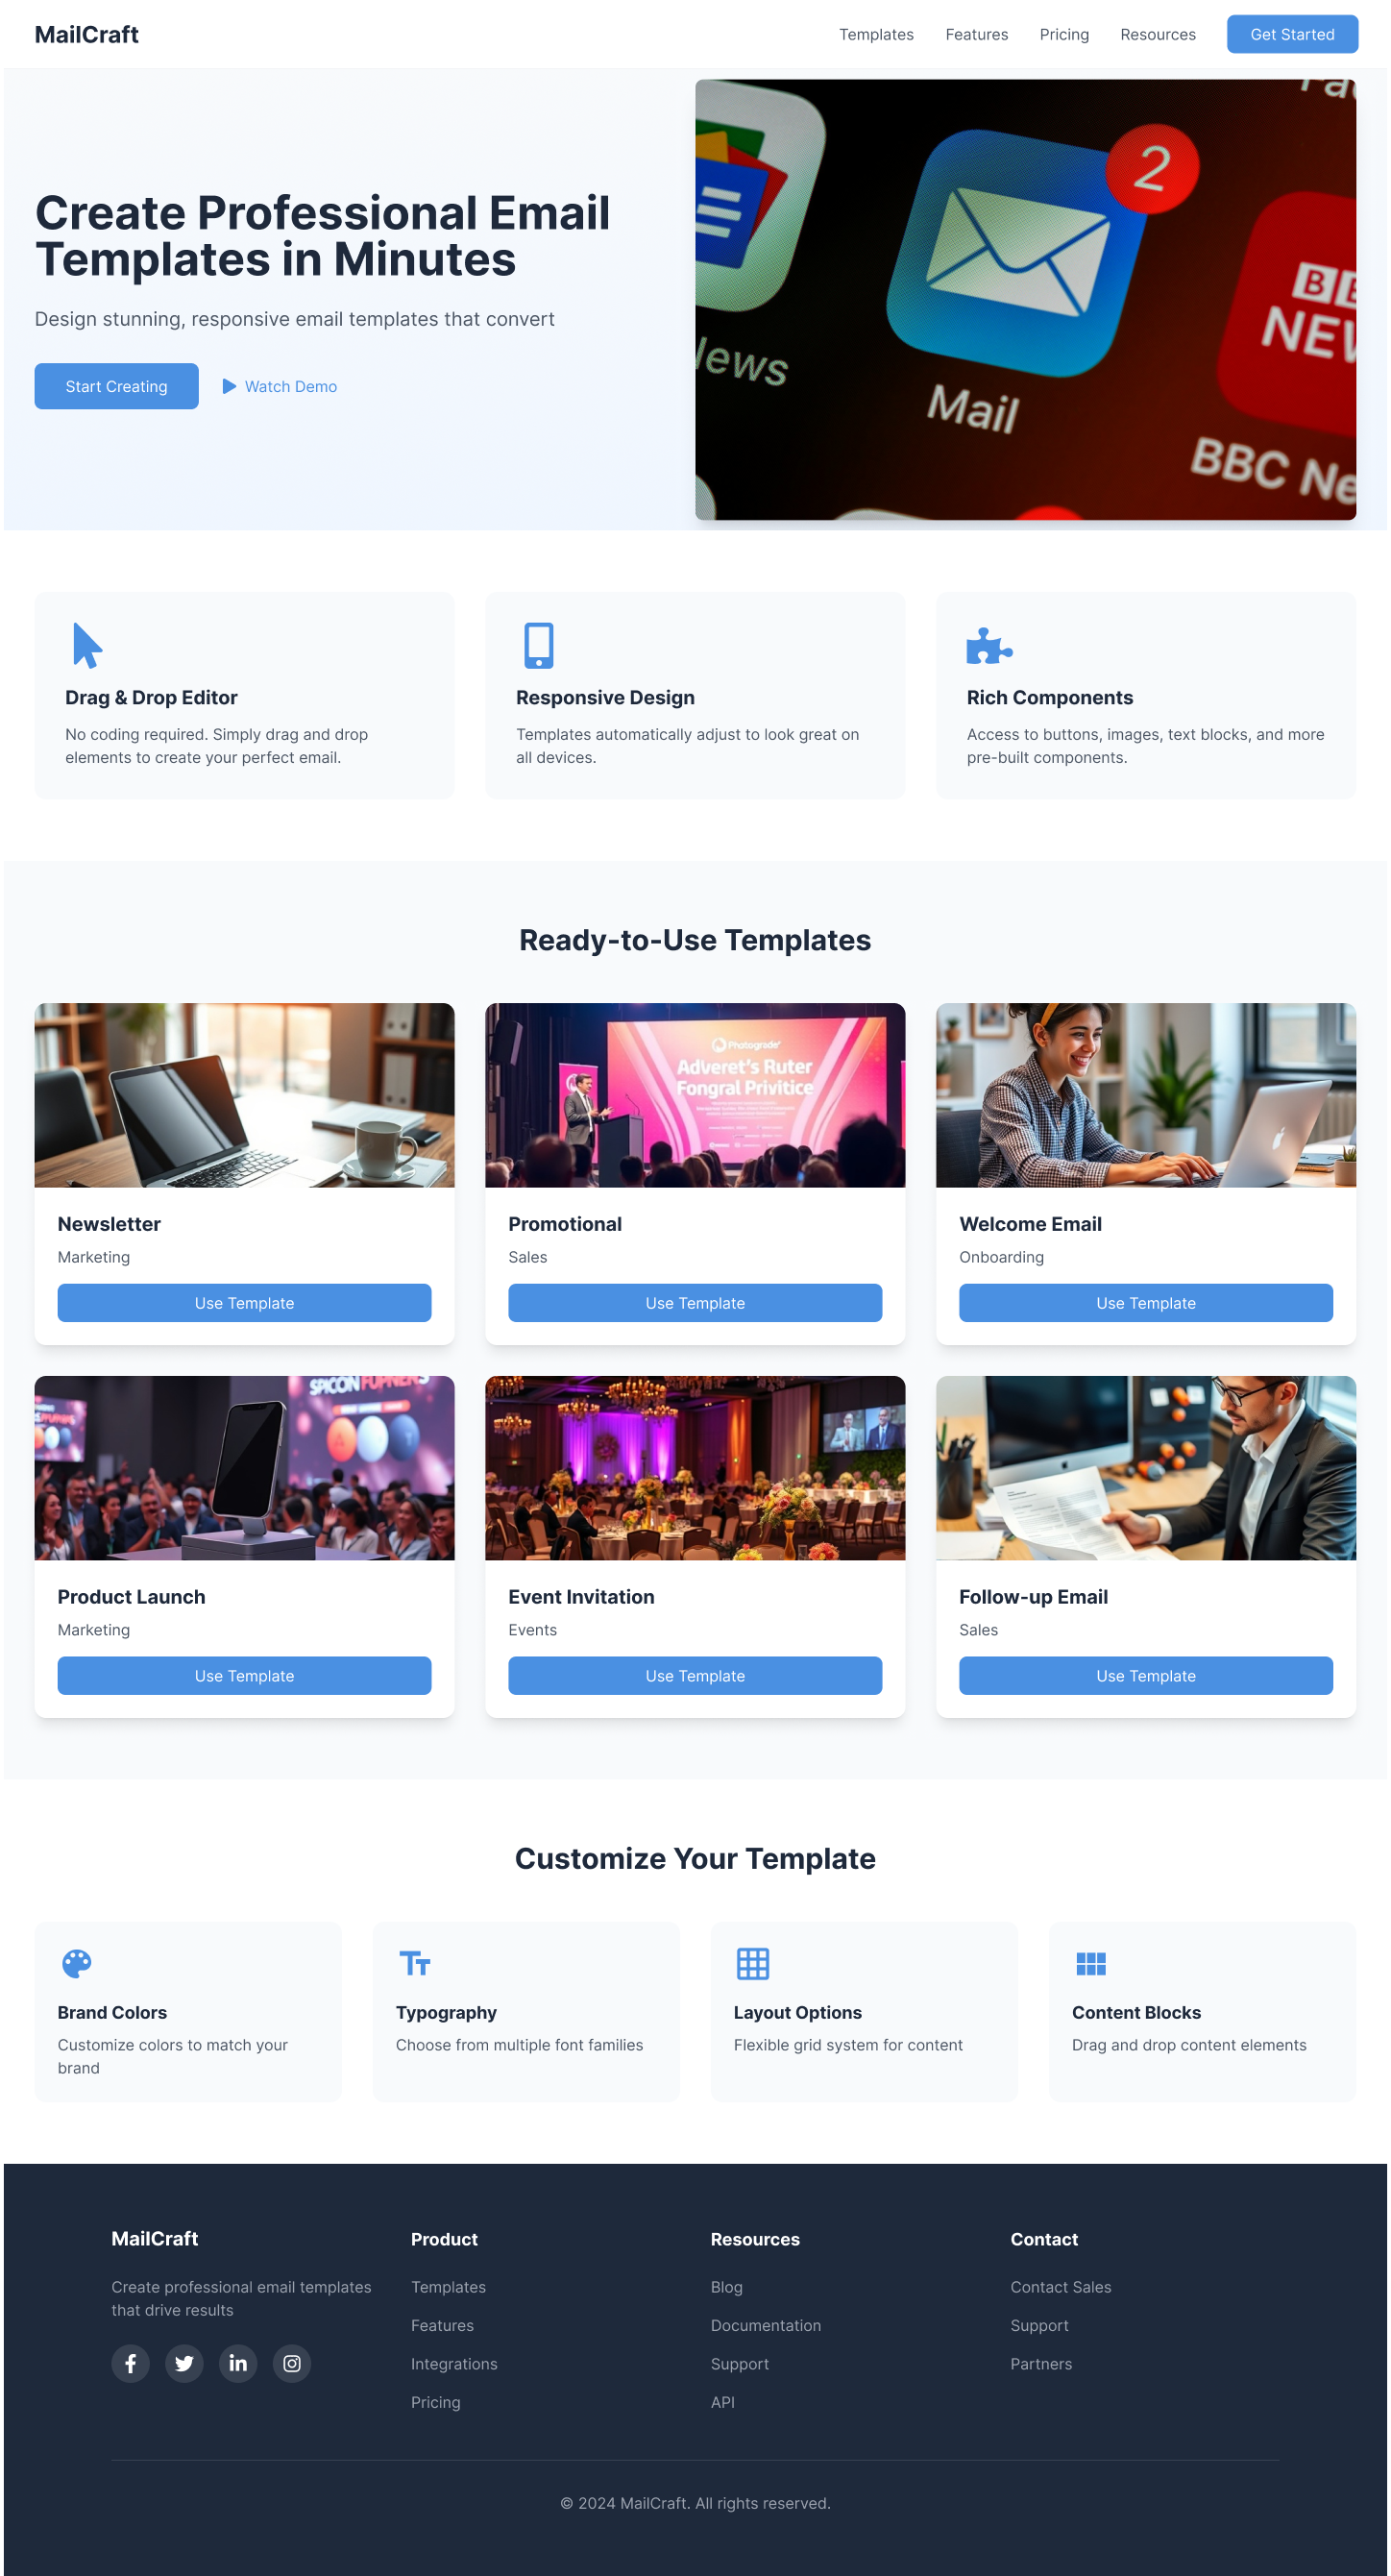 MailCraft
Templates
Features
Pricing
Resources
Get Started
Create Professional Email
Templates in Minutes
Design stunning, responsive email templates that convert
Start Creating
Watch Demo
2
News
Mail
BBC Ne
Drag & Drop Editor
No coding required. Simply drag and drop
elements to create your perfect email.
Responsive Design
Templates automatically adjust to look great on
all devices.
Rich Components
Access to buttons, images, text blocks, and more
pre-built components.
Ready-to-Use Templates
Photograde
Adveret's Ruter
Fongral Privitice
Newsletter
Marketing
Use Template
Promotional
Sales
Use Template
Welcome Email
Onboarding
Use Template
Product Launch
Marketing
Use Template
Event Invitation
Events
Use Template
Follow-up Email
Sales
Use Template
Customize Your Template
Brand Colors
Customize colors to match your
brand
Typography
Choose from multiple font families
Layout Options
Flexible grid system for content
Content Blocks
Drag and drop content elements
MailCraft
Create professional email templates
that drive results
Product
Templates
Features
Integrations
Pricing
Resources
Blog
Documentation
Support
API
Contact
Contact Sales
Support
Partners
© 2024 MailCraft. All rights reserved.